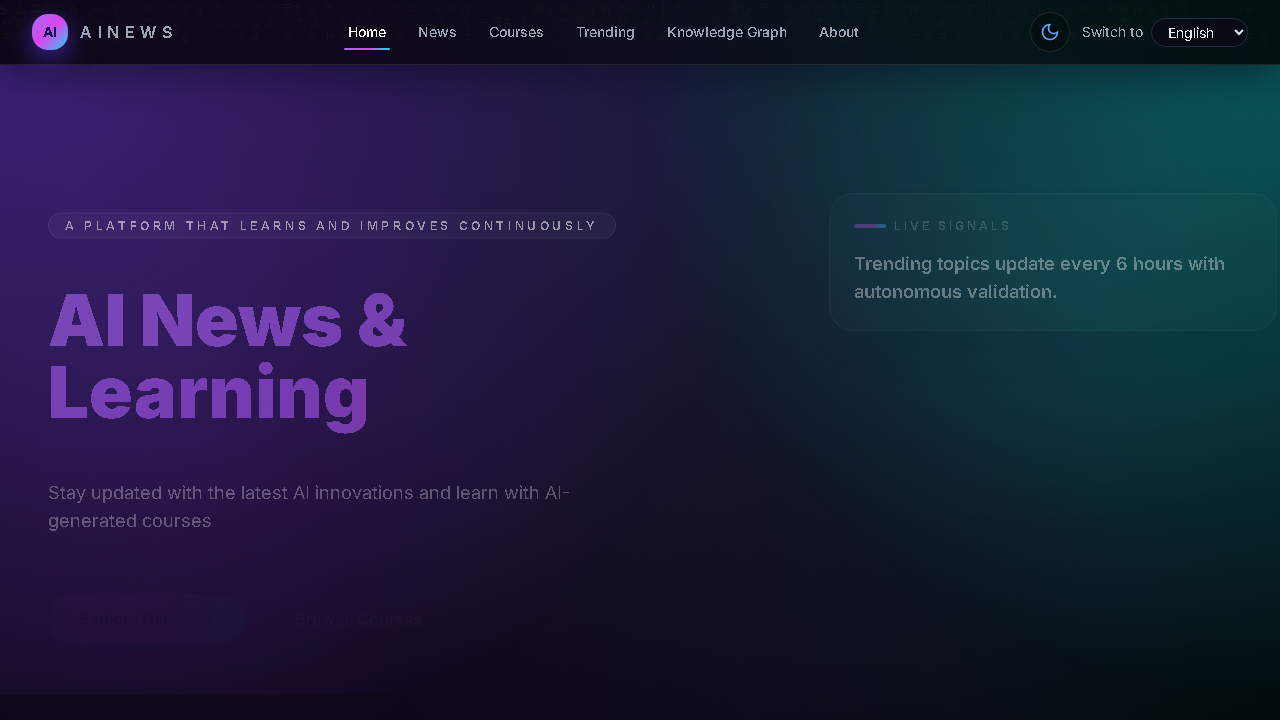 AI AINEWS Home News Courses Trending Knowledge Graph About Switch to English
A PLATFORM THAT LEARNS AND IMPROVES CONTINUOUSLY
AI News &
Learning
Stay updated with the latest AI innovations and learn with AI-
generated courses
Explore News → Browse Courses
LIVE SIGNALS
Trending topics update every 6 hours with
autonomous validation.